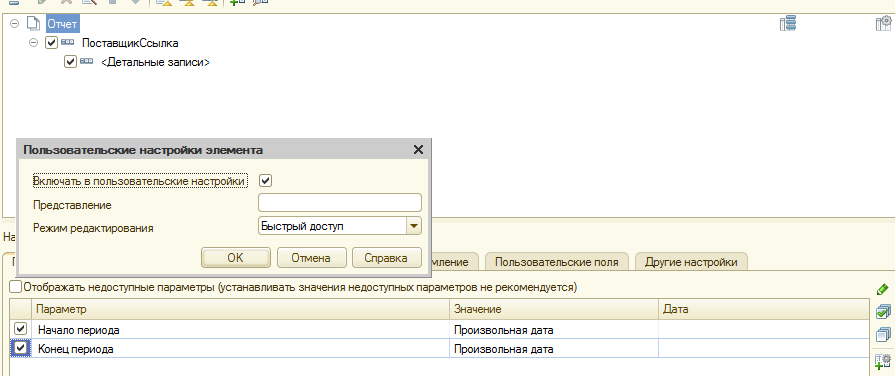 Отчет
ПоставщикСсылка
<Детальные записи>
Пользовательские настройки элемента
Включать в пользовательские настройки
Представление
Режим редактирования
Быстрый доступ
OK
Отмена
Справка
На
мление
Пользовательские поля
Другие настройки
Отображать недоступные параметры (устанавливать значения недоступных параметров не рекомендуется)
Параметр Значение Дата
Начало периода Произвольная дата
Конец периода Произвольная дата